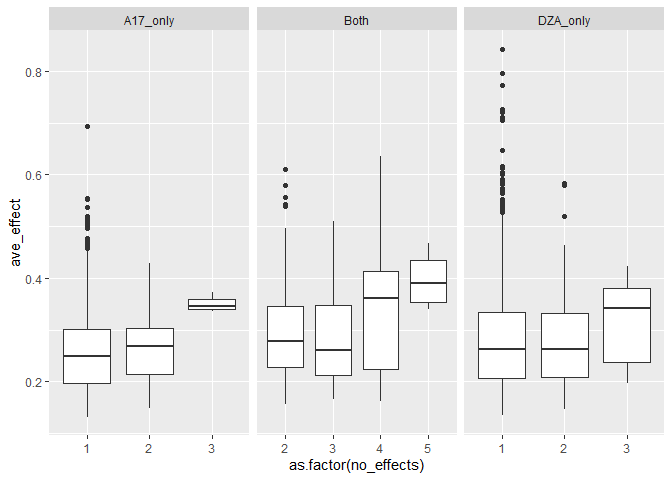 A17_only Both DZA_only
ave_effect
0.8
0.6
0.4
0.2
1 2 3 2 3 4 5 1 2 3
as.factor(no_effects)